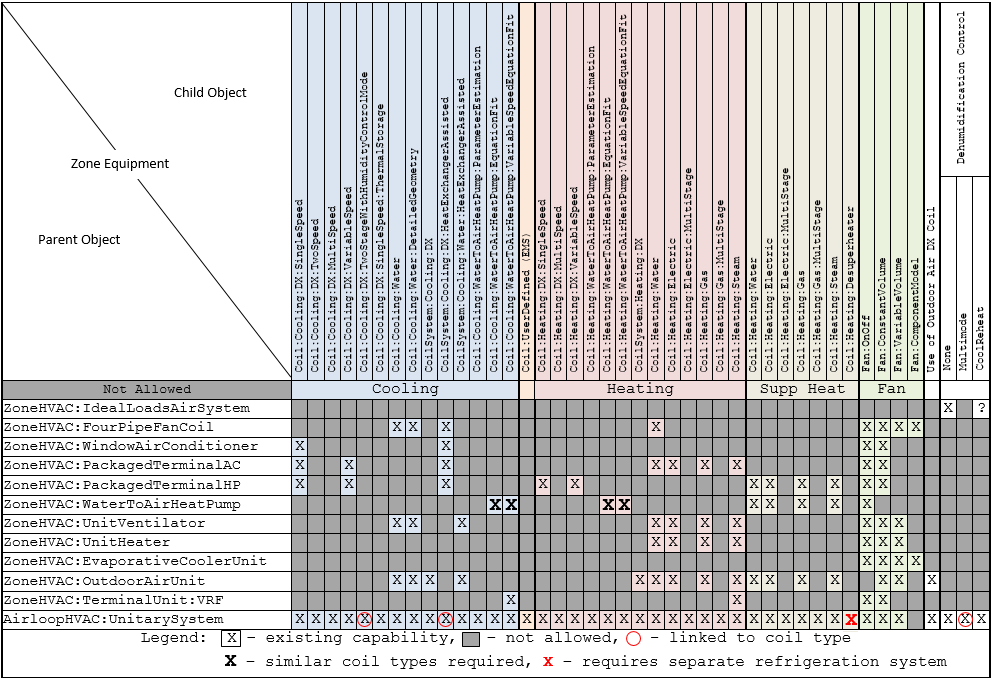 Child Object
Zone Equipment
Parent Object
Coil:Cooling:DX:SingleSpeed
Coil:Cooling:DX:TwoSpeed
Coil:Cooling:DX:MultiSpeed
Coil:Cooling:DX:VariableSpeed
Coil:Cooling:DX:TwoStageWithHumidityControlMode
Coil:Cooling:DX:SingleSpeed:ThermalStorage
Coil:Cooling:Water
Coil:Cooling:Water:DetailedGeometry
CoilSystem:Cooling:DX
CoilSystem:Cooling:DX:HeatExchangerAssisted
CoilSystem:Cooling:Water:HeatExchangerAssisted
Coil:Cooling:WaterToAirHeatPump:ParameterEstimation
Coil:Cooling:WaterToAirHeatPump:EquationFit
Coil:Cooling:WaterToAirHeatPump:VariableSpeedEquationFit
Coil:UserDefined (EMS)
Coil:Heating:DX:SingleSpeed
Coil:Heating:DX:MultiSpeed
Coil:Heating:DX:VariableSpeed
Coil:Heating:WaterToAirHeatPump:ParameterEstimation
Coil:Heating:WaterToAirHeatPump:EquationFit
Coil:Heating:WaterToAirHeatPump:VariableSpeedEquationFit
CoilSystem:Heating:DX
Coil:Heating:Water
Coil:Heating:Electric
Coil:Heating:Electric:MultiStage
Coil:Heating:Gas
Coil:Heating:Gas:MultiStage
Coil:Heating:Steam
Coil:Heating:Water
Coil:Heating:Electric
Coil:Heating:Electric:MultiStage
Coil:Heating:Gas
Coil:Heating:Gas:MultiStage
Coil:Heating:Steam
Coil:Heating:Desuperheater
Fan:OnOff
Fan:ConstantVolume
Fan:VariableVolume
Fan:ComponentModel
Use of Outdoor Air DX Coil
Dehumidification Control
None
Multimode
CoolReheat
Not Allowed Cooling Heating Supp Heat Fan
ZoneHVAC:IdealLoadsAirSystem X ?
ZoneHVAC:FourPipeFanCoil X X X X X X X X
ZoneHVAC:WindowAirConditioner X X X X
ZoneHVAC:PackagedTerminalAC X X X X X X X X X
ZoneHVAC:PackagedTerminalHP X X X X X X X X X X X
ZoneHVAC:WaterToAirHeatPump X X X X X X X X X
ZoneHVAC:UnitVentilator X X X X X X X X X X
ZoneHVAC:UnitHeater X X X X X X X
ZoneHVAC:EvaporativeCoolerUnit X X X X
ZoneHVAC:OutdoorAirUnit X X X X X X X X X X X X X X X X
ZoneHVAC:TerminalUnit:VRF X X X X
AirloopHVAC:UnitarySystem X X X X X X X X X X X X X X X X X X X X X X X X X X X X X X X X X X X X X X X X X X
Legend: X - existing capability, - not allowed, - linked to coil type
X - similar coil types required, x - requires separate refrigeration system